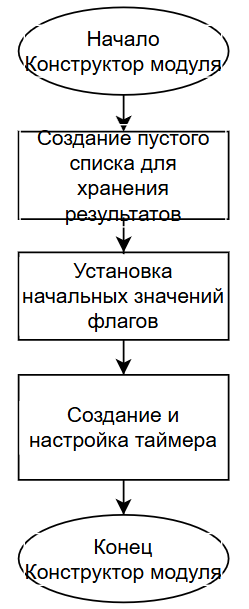 Начало
Конструктор модуля
Создание пустого
списка для
хранения
результатов
Установка
начальных значений
флагов
Создание и
настройка таймера
Конец
Конструктор модуля